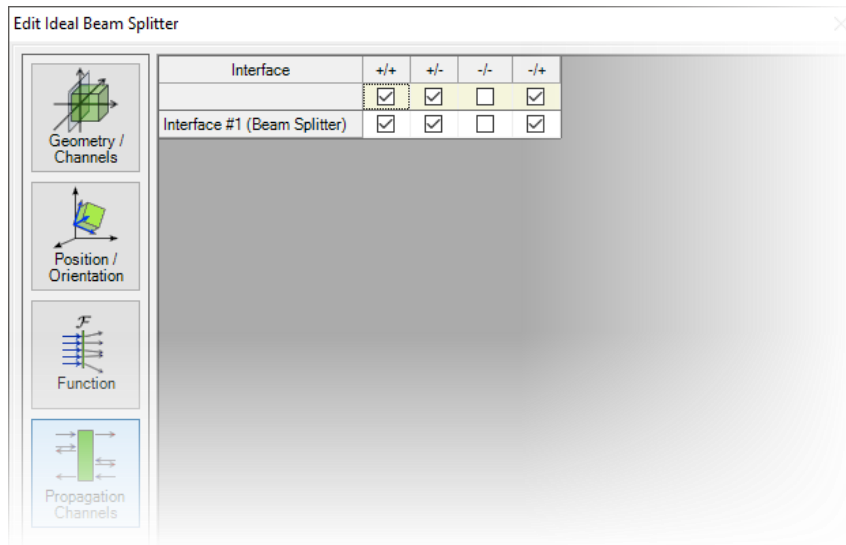 Edit Ideal Beam Splitter
Interface +/+ +/- -/- -/+
Interface #1 (Beam Splitter)
Geometry /
Channels
Position /
Orientation
ℱ
Function
Propagation
Channels